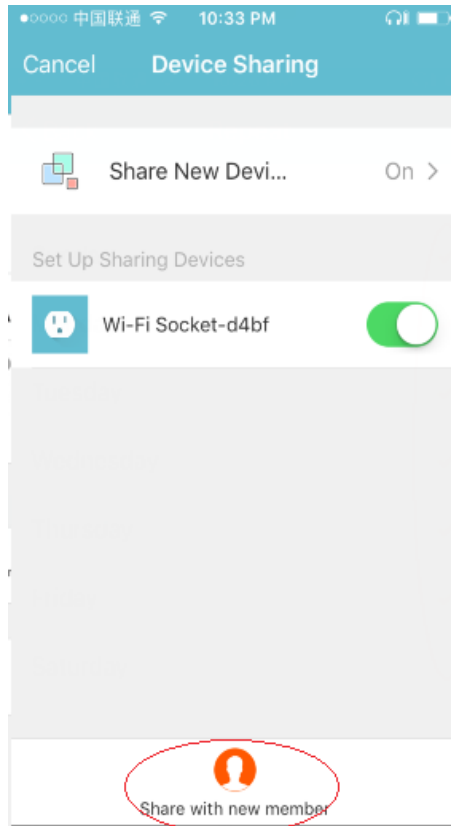 中国联通 10:33 PM
Cancel Device Sharing
Share New Devi... On
Set Up Sharing Devices
Wi-Fi Socket-d4bf
Share with new member